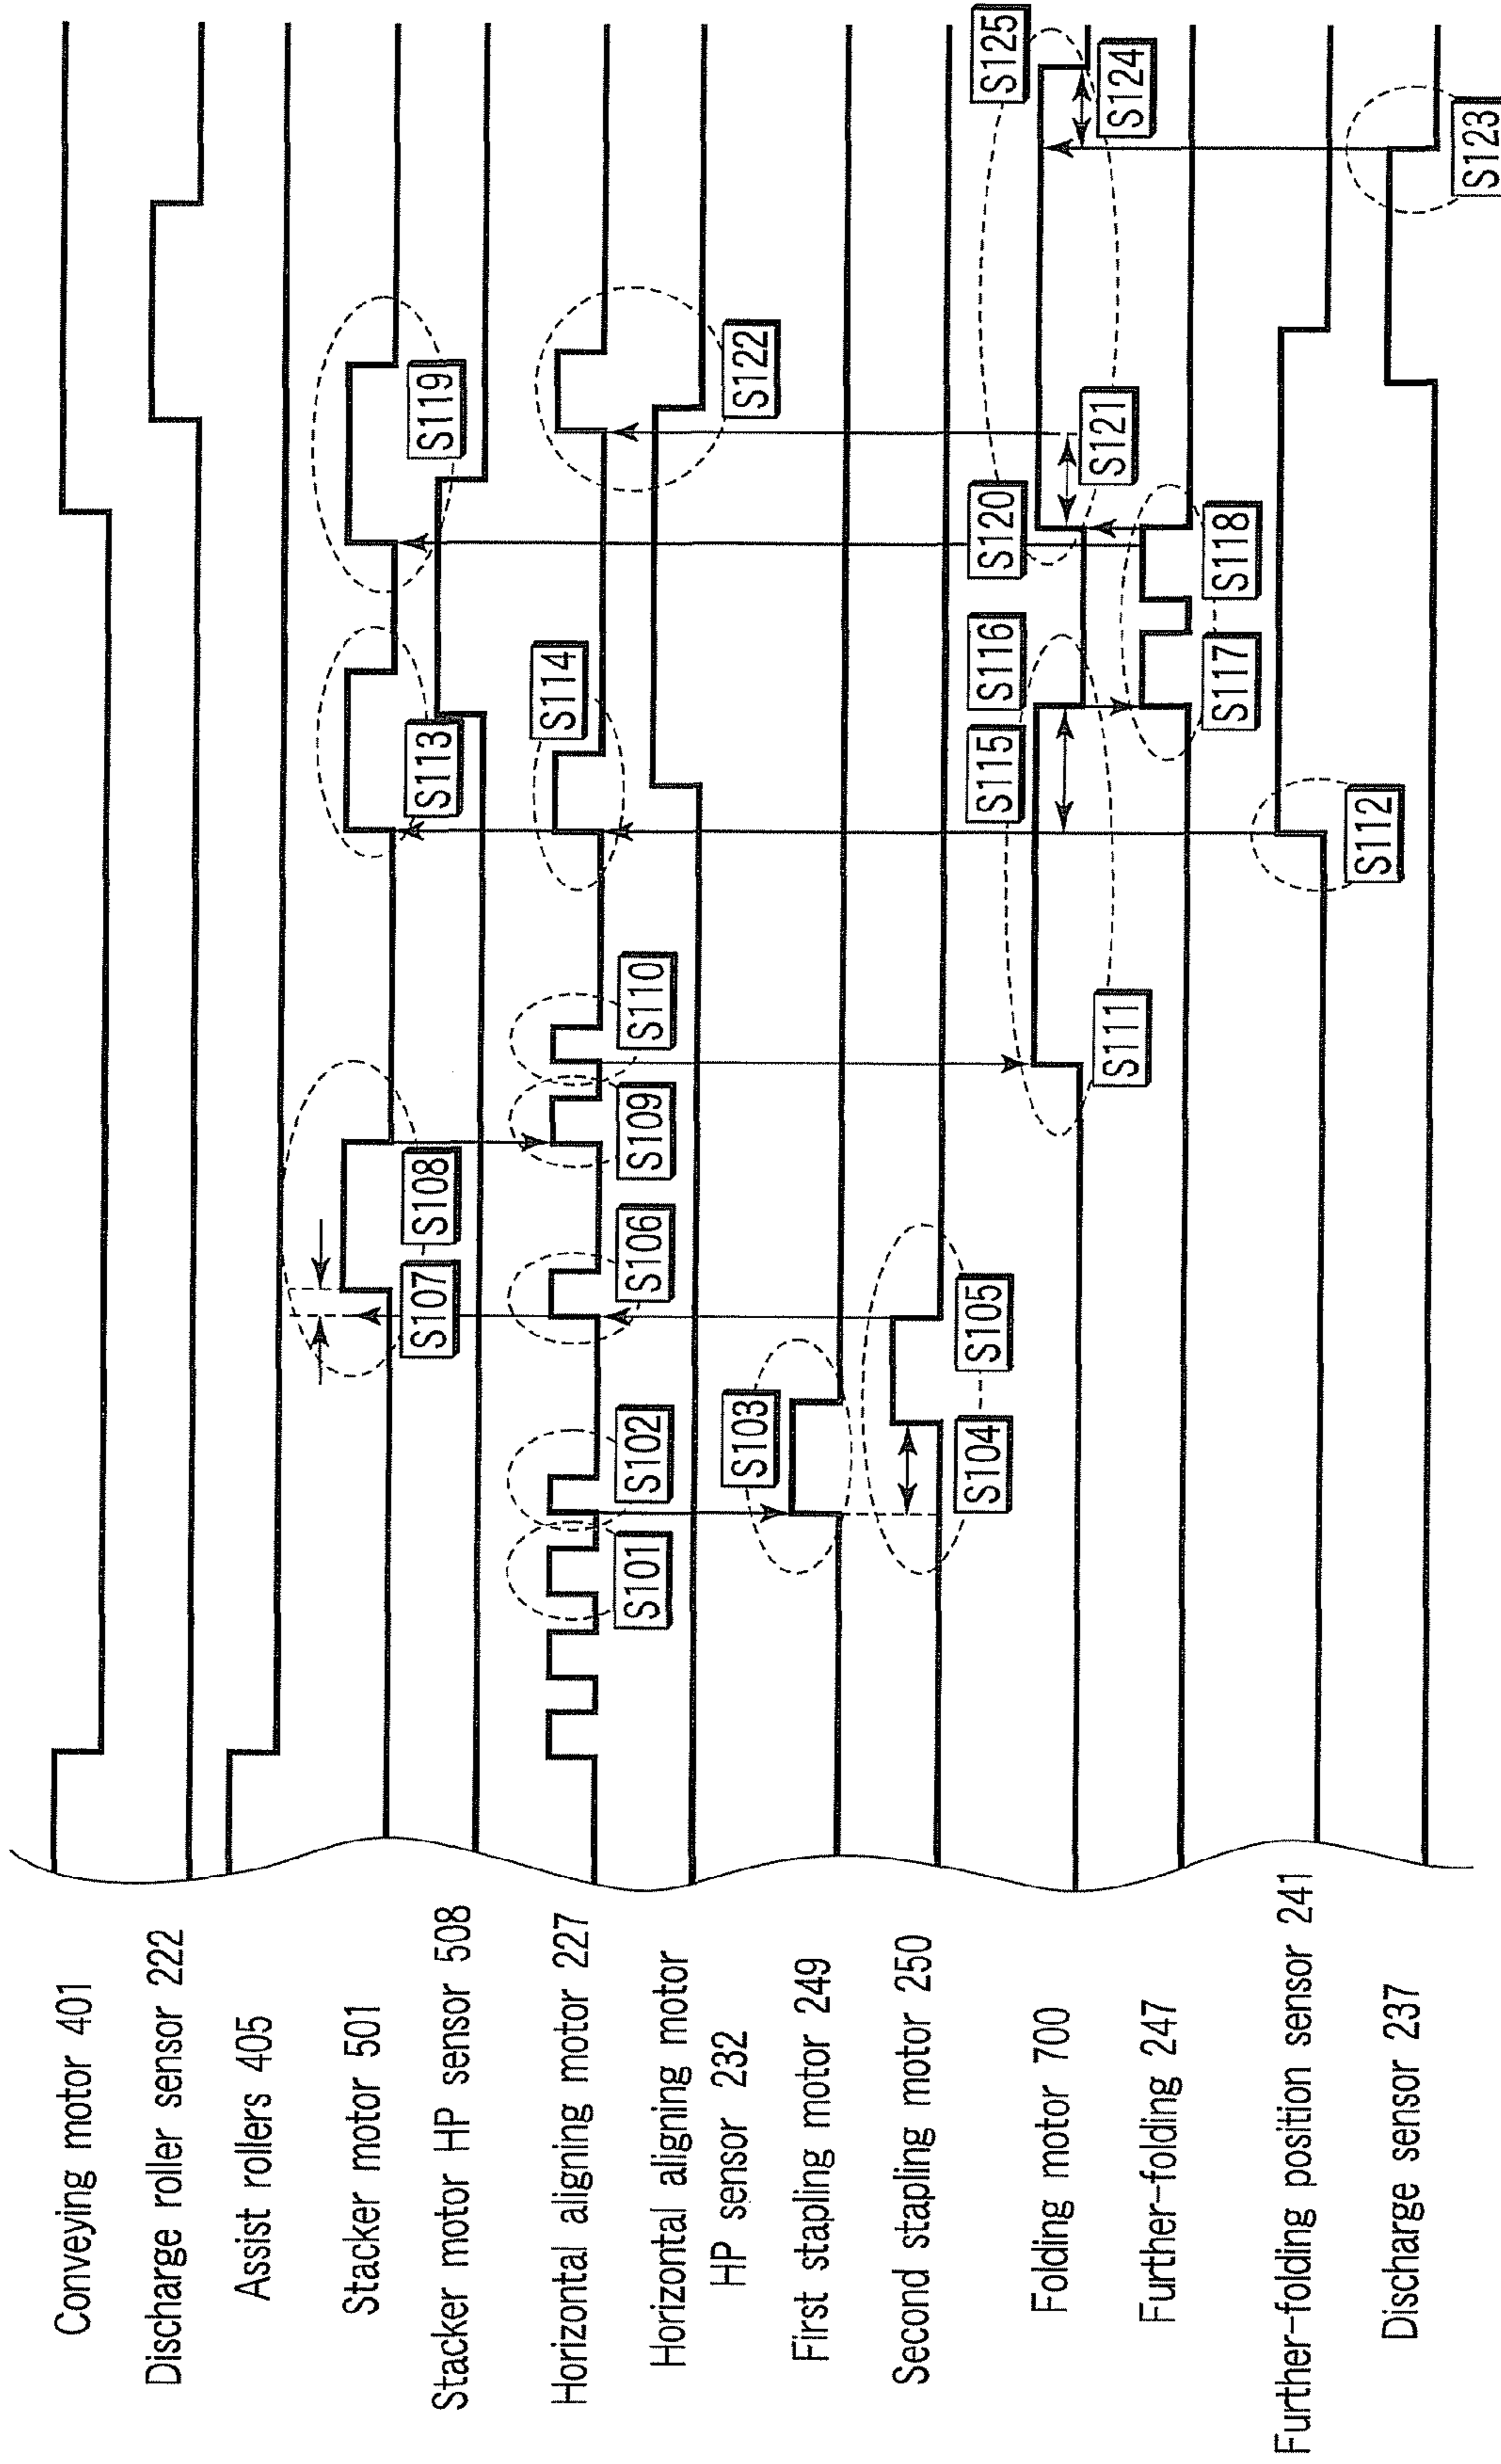 Conveying motor 401
Discharge roller sensor 222
Assist rollers 405
Stacker motor 501
Stacker motor HP sensor 508
Horizontal aligning motor 227
Horizontal aligning motor
HP sensor 232
First stapling motor 249
Second stapling motor 250
Folding motor 700
Further-folding 247
Further-folding position sensor 241
Discharge sensor 237
S101
S102
S103
S104
S105
S106
S107
S108
S109
S110
S111
S112
S113
S114
S115
S116
S117
S118
S119
S120
S121
S122
S123
S124
S125